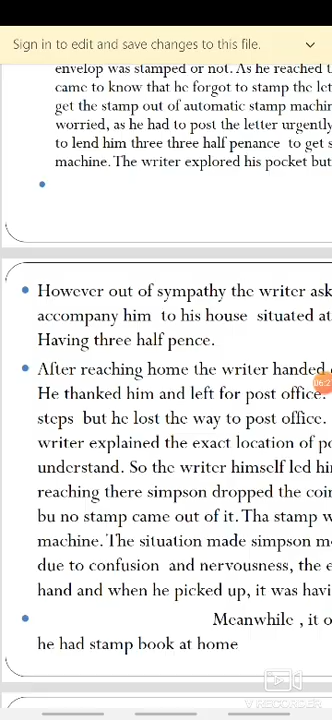 Sign in to edit and save changes to this file.
envelop was stamped or not. As he reached
came to know that he forgot to stamp the
get the stamp out of automatic stamp
worried, as he had to post the letter urgently
to lend him three three half penance to get
machine. The writer explored his pocket but
However out of sympathy the writer
accompany him to his house situated at
Having three half pence.
After reaching home the writer handed
06:2
He thanked him and left for post office.
steps but he lost the way to post office.
writer explained the exact location of
understand. So the writer himself led
reaching there simpson dropped the
bu no stamp came out of it. Tha stamp
machine. The situation made simpson
due to confusion and nervousness, the
hand and when he picked up, it was
Meanwhile , it
he had stamp book at home
RECORDER